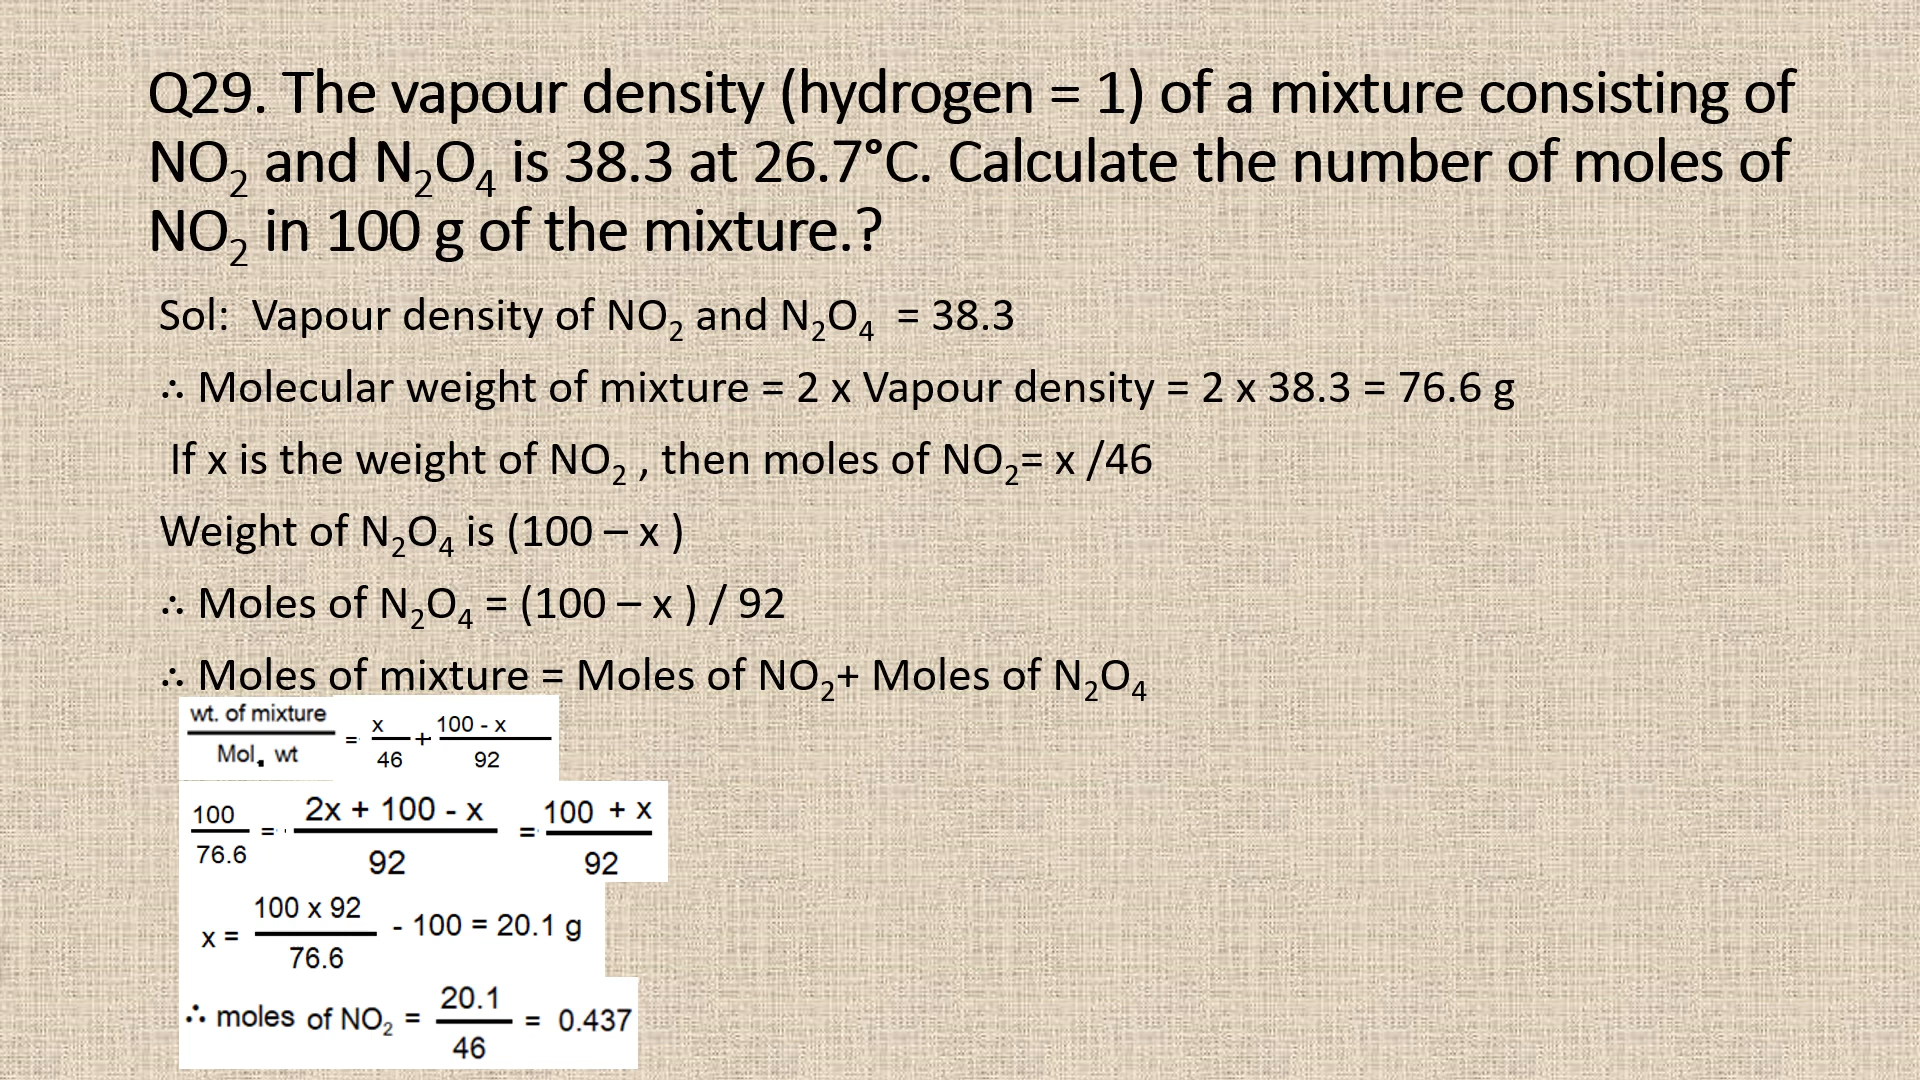 Q29. The vapour density (hydrogen = 1) of a mixture consisting of
NO₂ and N₂O₄ is 38.3 at 26.7°C. Calculate the number of moles of
NO₂ in 100 g of the mixture.?
Sol:  Vapour density of NO₂ and N₂O₄  = 38.3
∴ Molecular weight of mixture = 2 x Vapour density = 2 x 38.3 = 76.6 g
If x is the weight of NO₂ , then moles of NO₂= x /46
Weight of N₂O₄ is (100 – x )
∴ Moles of N₂O₄ = (100 – x ) / 92
∴ Moles of mixture = Moles of NO₂+ Moles of N₂O₄
wt. of mixture / Mol. wt = x / 46 + 100 - x / 92
100 / 76.6 = 2x + 100 - x / 92 = 100 + x / 92
x = 100 x 92 / 76.6 - 100 = 20.1 g
∴ moles of NO₂ = 20.1 / 46 = 0.437